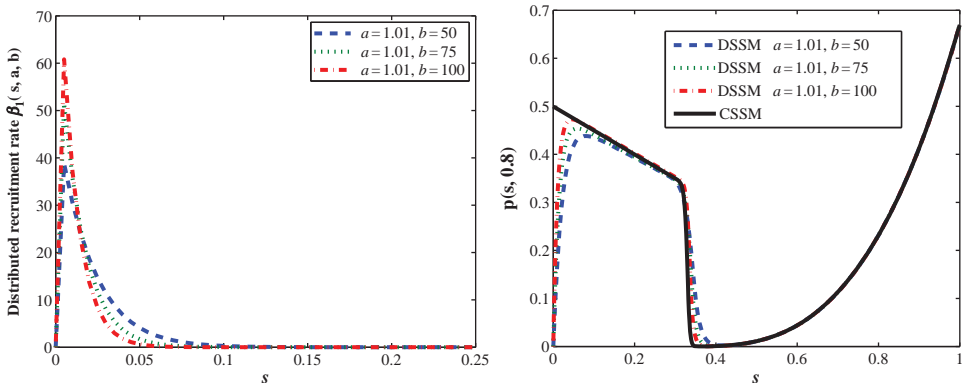 Distributed recruitment rate β₁( s, a, b)
70
60
50
40
30
20
10
0
0
0.05
0.1
0.15
0.2
0.25
s
a = 1.01, b = 50
a = 1.01, b = 75
a = 1.01, b = 100
p(s, 0.8)
0.7
0.6
0.5
0.4
0.3
0.2
0.1
0
0
0.2
0.4
0.6
0.8
1
s
DSSM a = 1.01, b = 50
DSSM a = 1.01, b = 75
DSSM a = 1.01, b = 100
CSSM